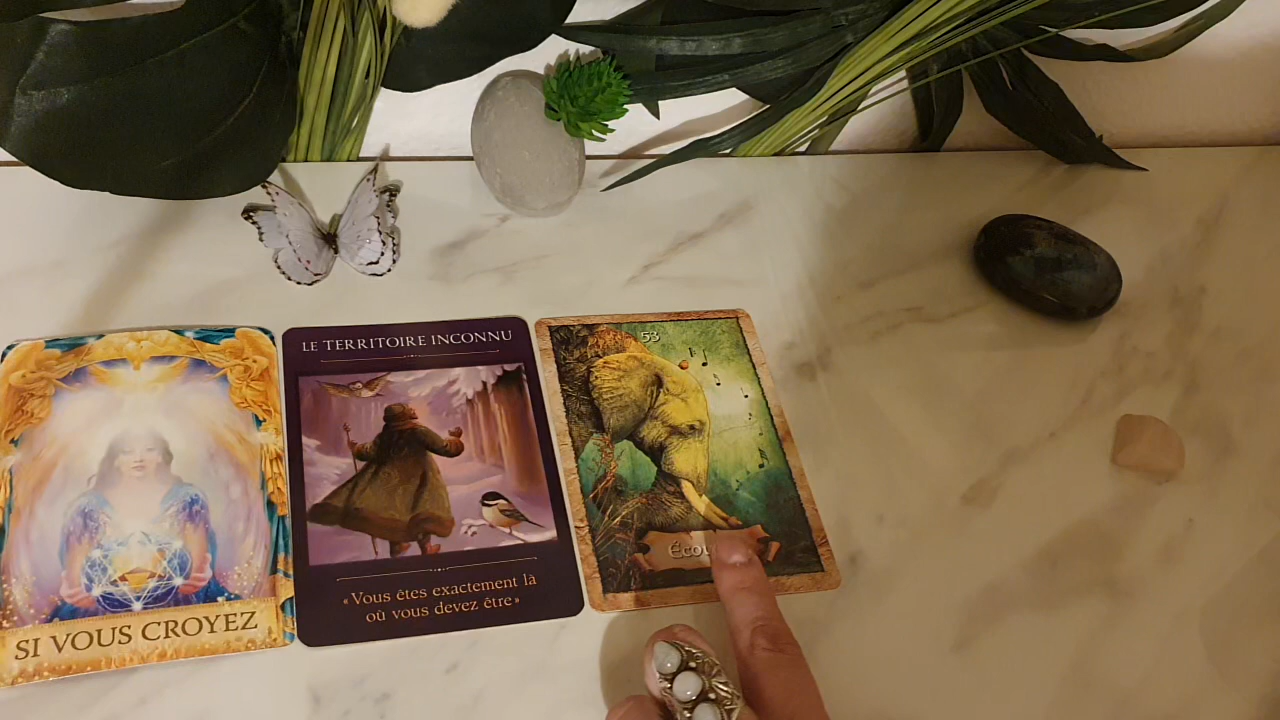 SI VOUS CROYEZ
LE TERRITOIRE INCONNU
«Vous êtes exactement là
où vous devez être»
53